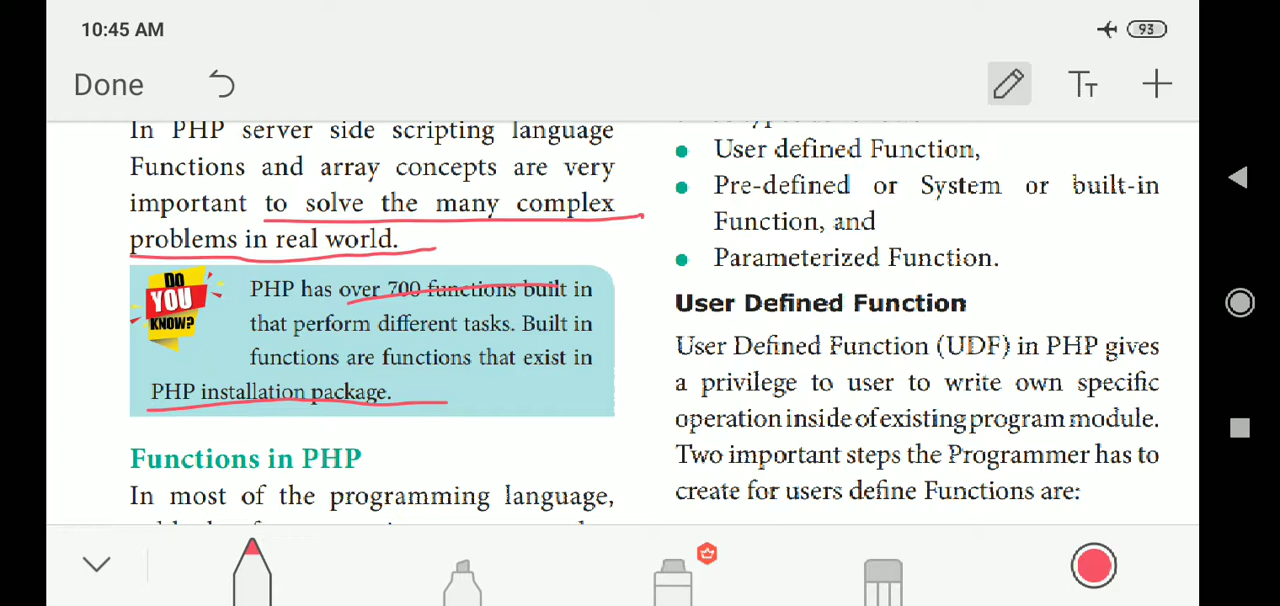 10:45 AM
93
Done
In PHP server side scripting language
Functions and array concepts are very
important to solve the many complex
problems in real world.
DO
YOU
KNOW?
PHP has over 700 functions built in
that perform different tasks. Built in
functions are functions that exist in
PHP installation package.
Functions in PHP
In most of the programming language,
User defined Function,
Pre-defined or System or built-in
Function, and
Parameterized Function.
User Defined Function
User Defined Function (UDF) in PHP gives
a privilege to user to write own specific
operation inside of existing program module.
Two important steps the Programmer has to
create for users define Functions are: